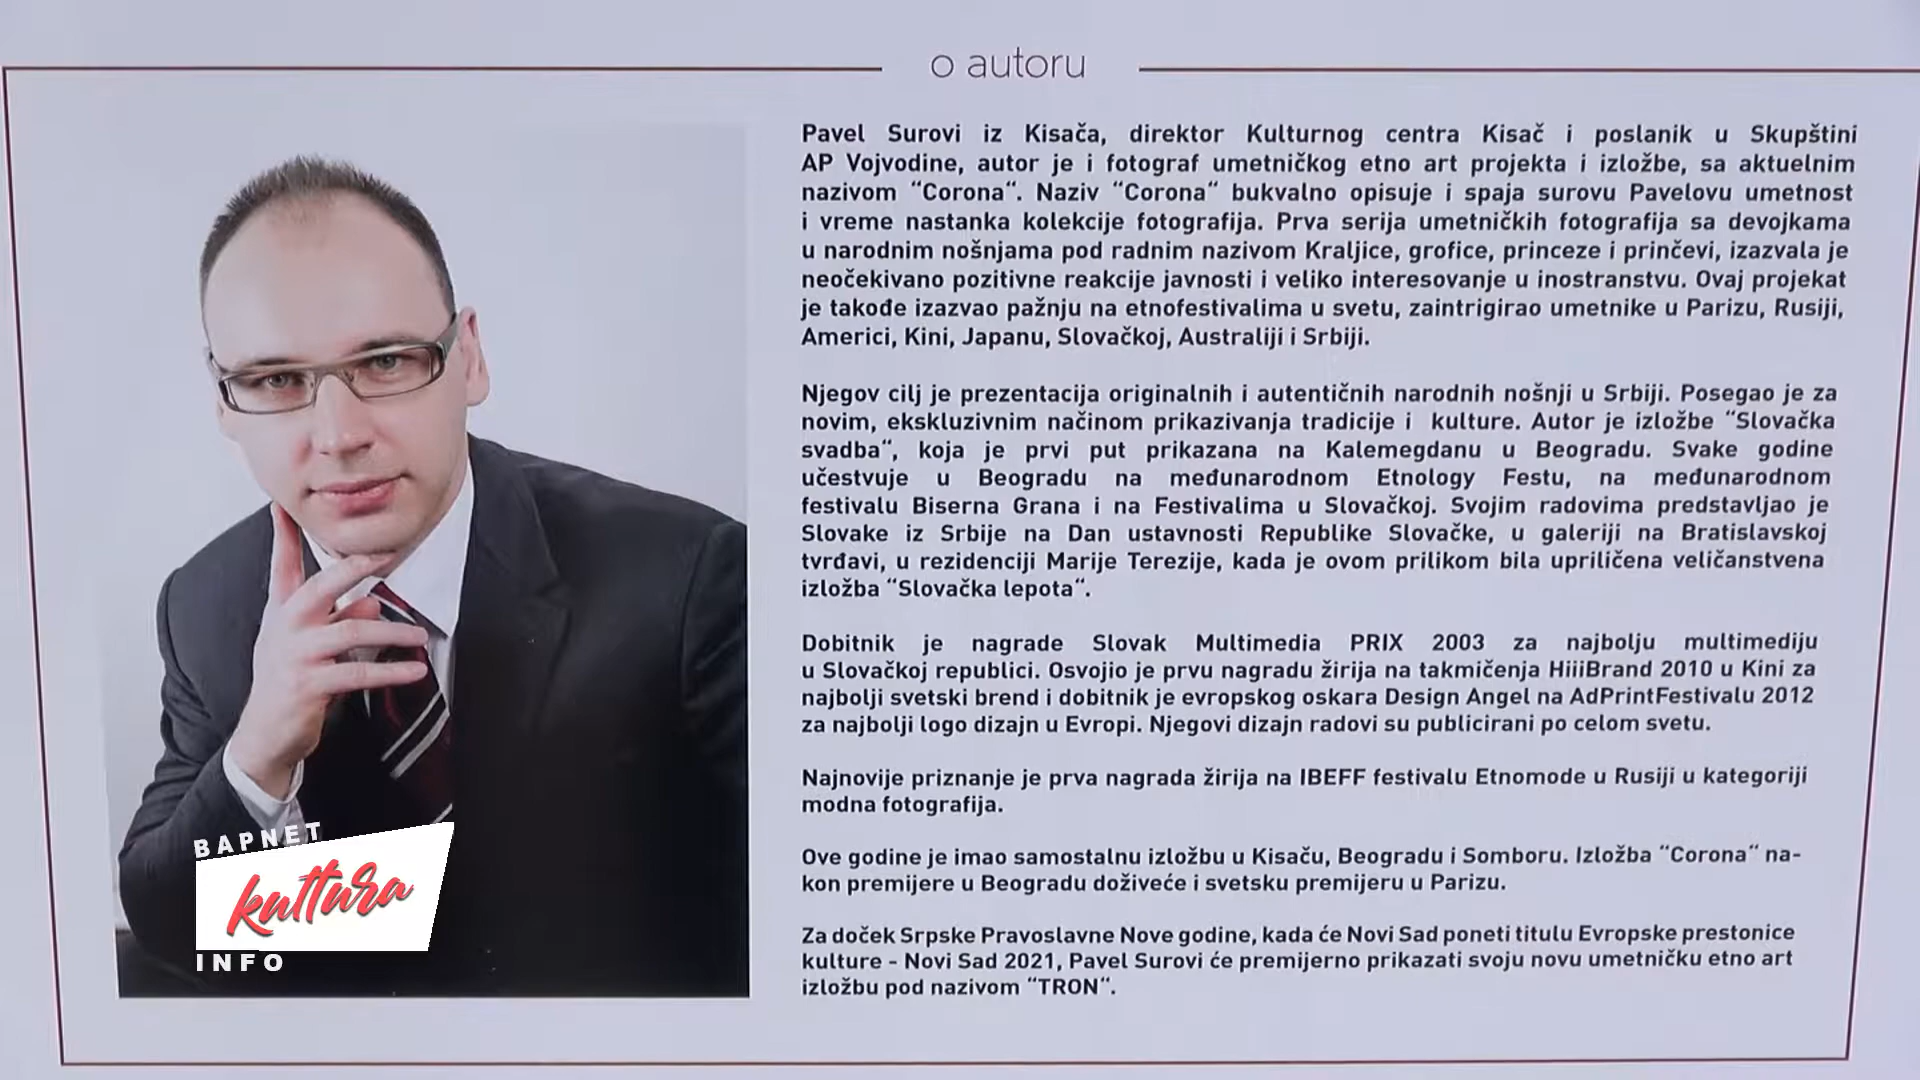 o autoru
Pavel Surovi iz Kisača, direktor Kulturnog centra Kisač i poslanik u Skupštini
AP Vojvodine, autor je i fotograf umetničkog etno art projekta i izložbe, sa aktuelnim
nazivom “Corona“. Naziv “Corona“ bukvalno opisuje i spaja surovu Pavelovu umetnost
i vreme nastanka kolekcije fotografija. Prva serija umetničkih fotografija sa devojkama
u narodnim nošnjama pod radnim nazivom Kraljice, grofice, princeze i prinčevi, izazvala je
neočekivano pozitivne reakcije javnosti i veliko interesovanje u inostranstvu. Ovaj projekat
je takođe izazvao pažnju na etnofestivalima u svetu, zaintrigirao umetnike u Parizu, Rusiji,
Americi, Kini, Japanu, Slovačkoj, Australiji i Srbiji.
Njegov cilj je prezentacija originalnih i autentičnih narodnih nošnji u Srbiji. Posegao je za
novim, ekskluzivnim načinom prikazivanja tradicije i kulture. Autor je izložbe “Slovačka
svadba“, koja je prvi put prikazana na Kalemegdanu u Beogradu. Svake godine
učestvuje u Beogradu na međunarodnom Etnology Festu, na međunarodnom
festivalu Biserna Grana i na Festivalima u Slovačkoj. Svojim radovima predstavljao je
Slovake iz Srbije na Dan ustavnosti Republike Slovačke, u galeriji na Bratislavskoj
tvrđavi, u rezidenciji Marije Terezije, kada je ovom prilikom bila upriličena veličanstvena
izložba “Slovačka lepota“.
Dobitnik je nagrade Slovak Multimedia PRIX 2003 za najbolju multimediju
u Slovačkoj republici. Osvojio je prvu nagradu žirija na takmičenja HiiiBrand 2010 u Kini za
najbolji svetski brend i dobitnik je evropskog oskara Design Angel na AdPrintFestivalu 2012
za najbolji logo dizajn u Evropi. Njegovi dizajn radovi su publicirani po celom svetu.
Najnovije priznanje je prva nagrada žirija na IBEFF festivalu Etnomode u Rusiji u kategoriji
modna fotografija.
Ove godine je imao samostalnu izložbu u Kisaču, Beogradu i Somboru. Izložba “Corona“ na-
kon premijere u Beogradu doživeće i svetsku premijeru u Parizu.
Za doček Srpske Pravoslavne Nove godine, kada će Novi Sad poneti titulu Evropske prestonice
kulture - Novi Sad 2021, Pavel Surovi će premijerno prikazati svoju novu umetničku etno art
izložbu pod nazivom “TRON“.
BAPNET
kultura
INFO